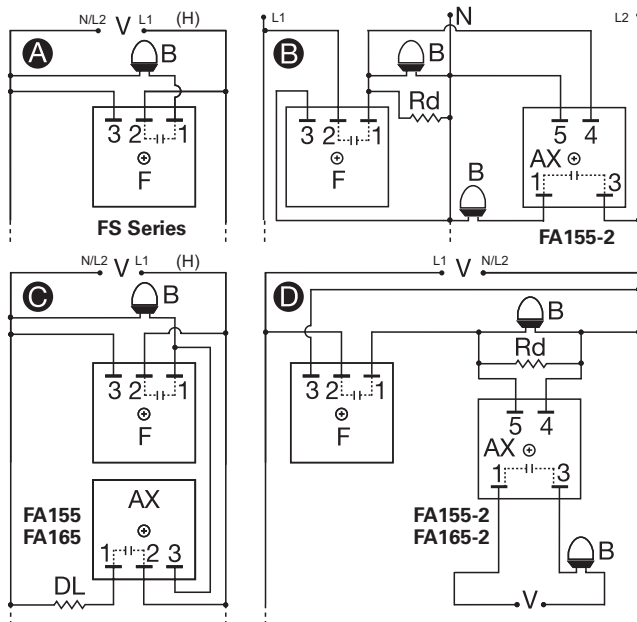 N/L2 V L1 (H)
A
B
3 2 1
F
FS Series
L1
N
L2
B
B
Rd
3 2 1
F
B
5 4
AX
1 3
FA155-2
N/L2 V L1 (H)
C
B
3 2 1
F
AX
FA155
FA165
1 2 3
DL
L1 V N/L2
D
B
Rd
3 2 1
F
5 4
AX
1 3
FA155-2
FA165-2
B
V